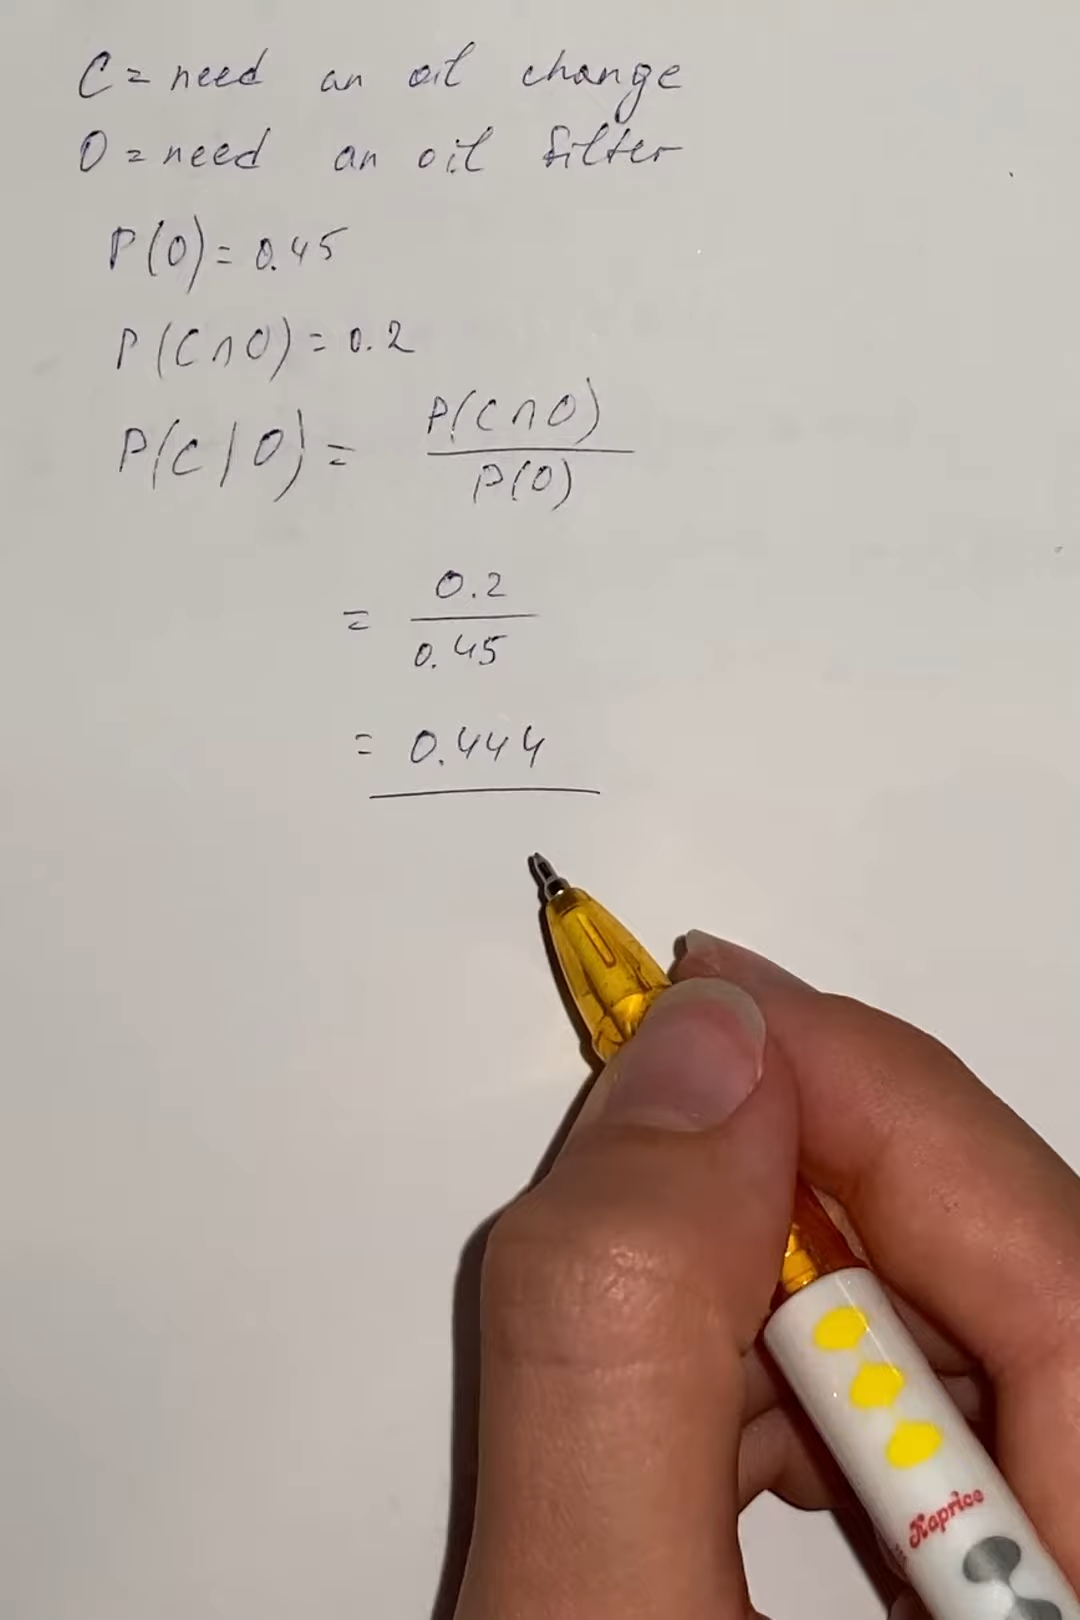 C = need an oil change
O = need an oil filter
P(O) = 0.45
P(C∩O) = 0.2
P(C|O) = P(C∩O)
P(O)
= 0.2
0.45
= 0.444
Kaprice